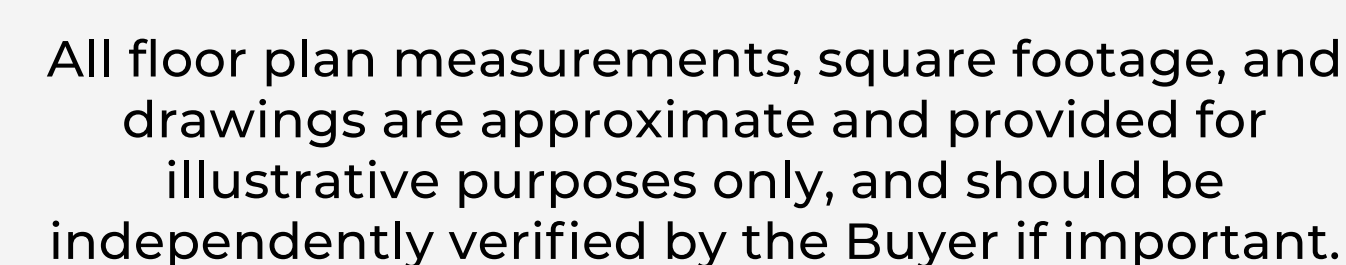 All floor plan measurements, square footage, and
drawings are approximate and provided for
illustrative purposes only, and should be
independently verified by the Buyer if important.